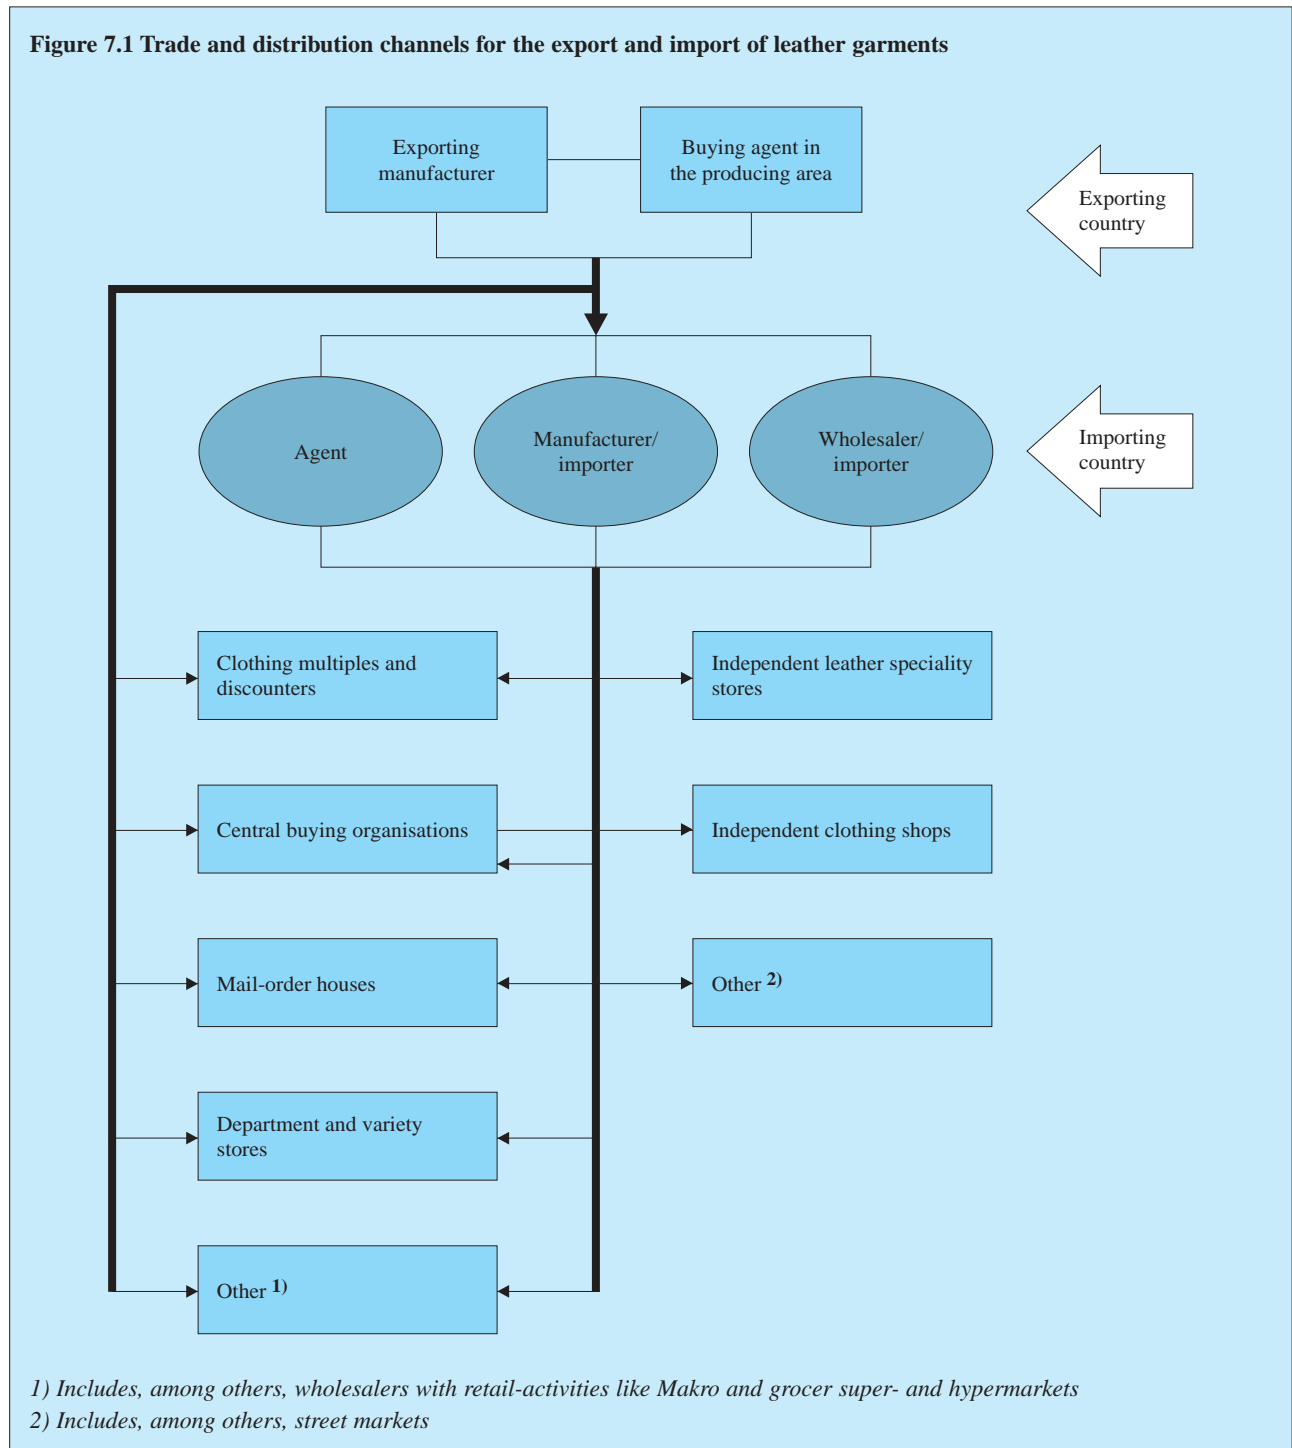 Figure 7.1 Trade and distribution channels for the export and import of leather garments
Exporting
manufacturer
Buying agent in
the producing area
Exporting
country
Agent
Manufacturer/
importer
Wholesaler/
importer
Importing
country
Clothing multiples and
discounters
Independent leather speciality
stores
Central buying organisations
Independent clothing shops
Mail-order houses
Other 2)
Department and variety
stores
Other 1)
1) Includes, among others, wholesalers with retail-activities like Makro and grocer super- and hypermarkets
2) Includes, among others, street markets